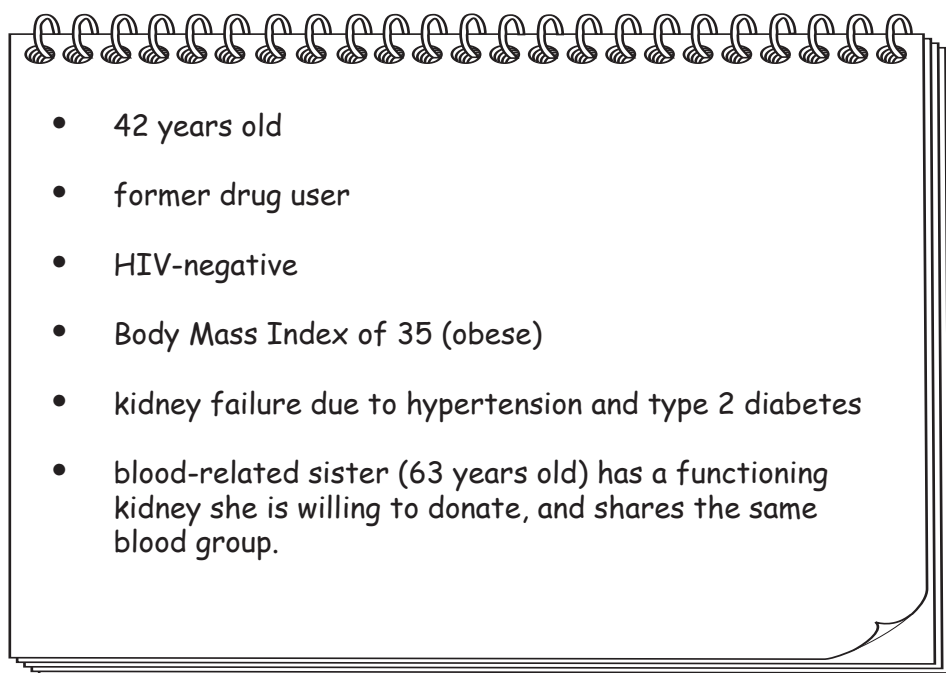 • 42 years old
• former drug user
• HIV-negative
• Body Mass Index of 35 (obese)
• kidney failure due to hypertension and type 2 diabetes
• blood-related sister (63 years old) has a functioning
kidney she is willing to donate, and shares the same
blood group.